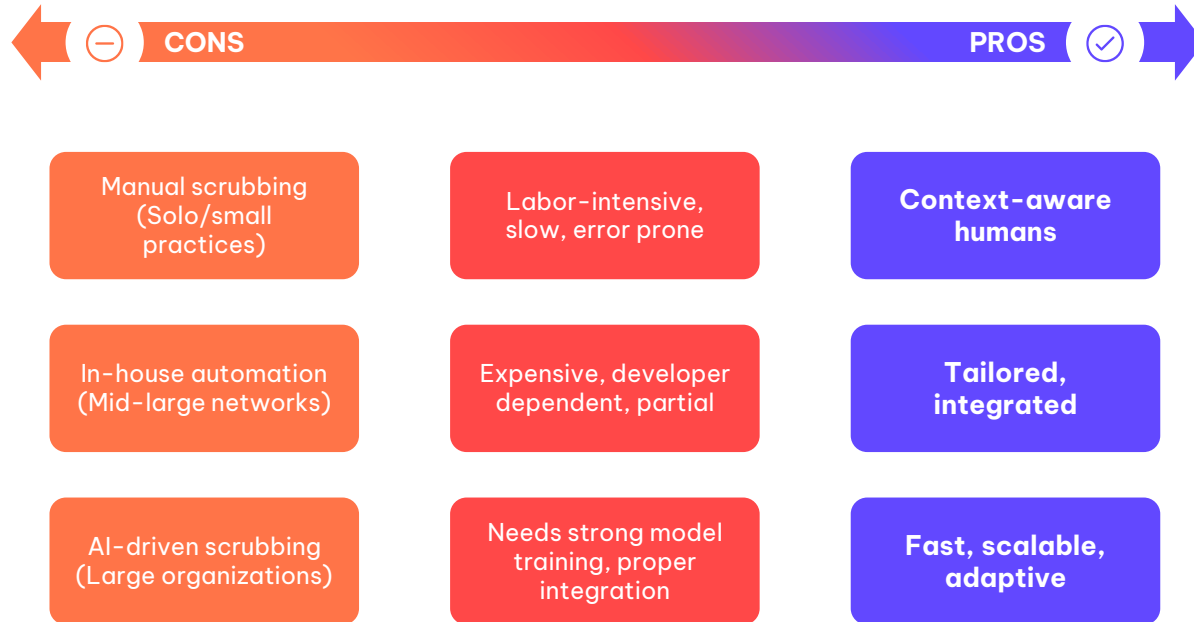 CONS
PROS
Manual scrubbing
(Solo/small
practices)
Labor-intensive,
slow, error prone
Context-aware
humans
In-house automation
(Mid-large networks)
Expensive, developer
dependent, partial
Tailored,
integrated
AI-driven scrubbing
(Large organizations)
Needs strong model
training, proper
integration
Fast, scalable,
adaptive